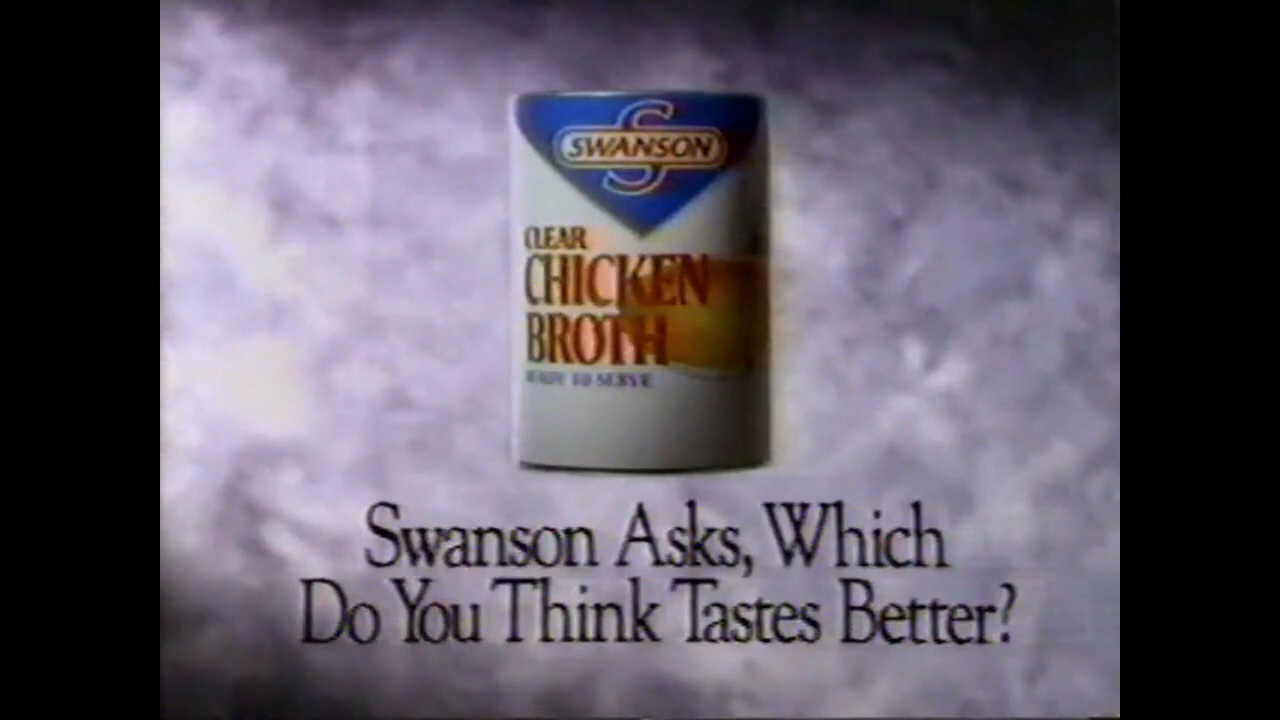 SWANSON
CLEAR
CHICKEN
BROTH
READY TO SERVE
Swanson Asks, Which
Do You Think Tastes Better?